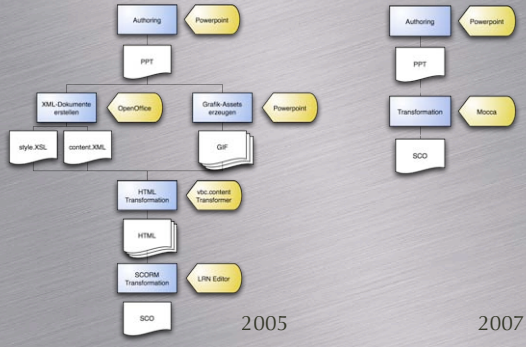 Authoring
Powerpoint
PPT
XML-Dokumente
erstellen
OpenOffice
Grafik-Assets
erzeugen
Powerpoint
style.XSL
content.XML
GIF
HTML
Transformation
vbc.content
Transformer
HTML
SCORM
Transformation
LRN Editor
SCO
2005
Authoring
Powerpoint
PPT
Transformation
Mocca
SCO
2007